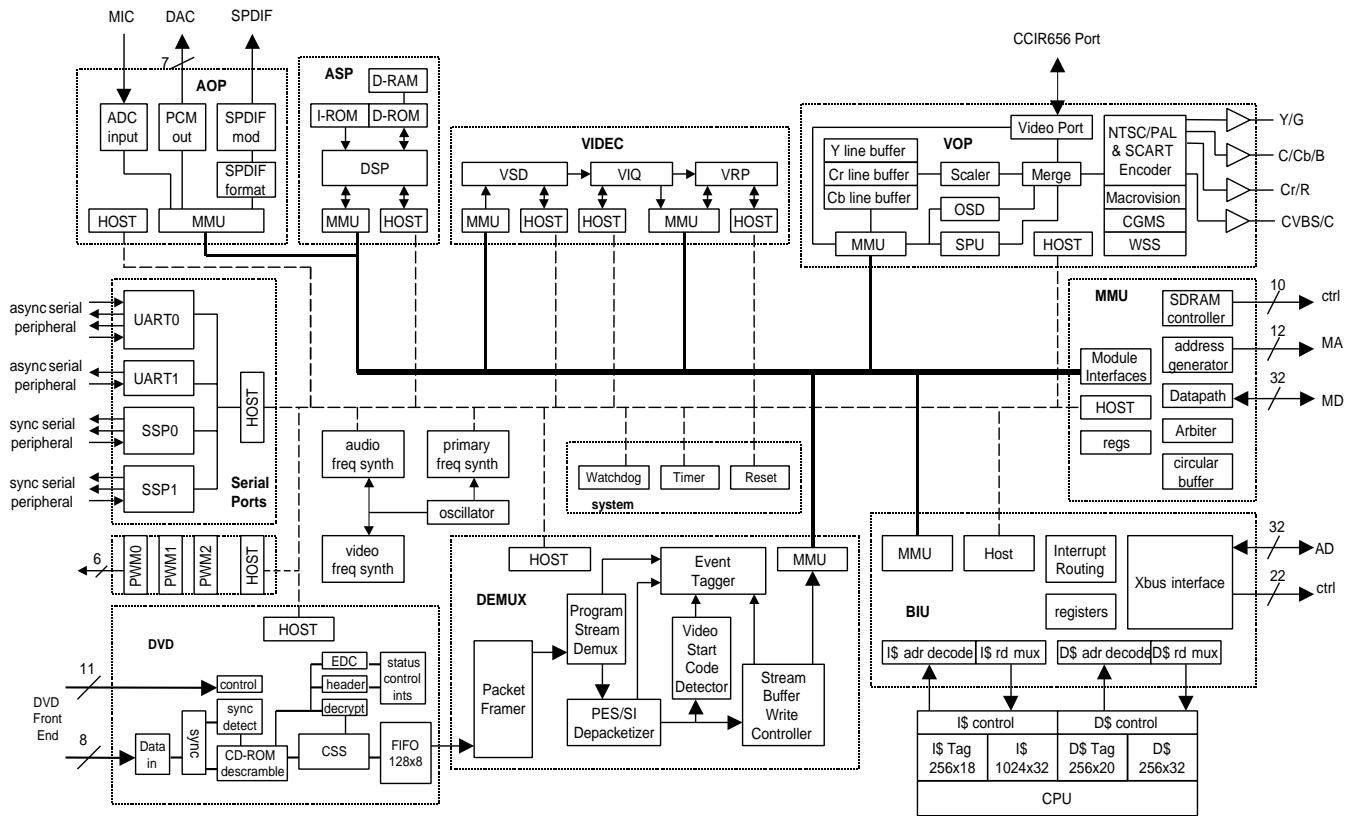 MIC
DAC
SPDIF
7
AOP
ADC
input
PCM
out
SPDIF
mod
SPDIF
format
HOST
MMU
ASP
D-RAM
I-ROM
D-ROM
DSP
MMU
HOST
VIDEC
VSD
VIQ
VRP
MMU
HOST
HOST
MMU
HOST
CCIR656 Port
Video Port
VOP
Y line buffer
Cr line buffer
Cb line buffer
Scaler
Merge
OSD
SPU
MMU
HOST
NTSC/PAL
& SCART
Encoder
Macrovision
CGMS
WSS
Y/G
C/Cb/B
Cr/R
CVBS/C
async serial
peripheral
UART0
async serial
peripheral
UART1
sync serial
peripheral
SSP0
sync serial
peripheral
SSP1
HOST
Serial
Ports
MMU
SDRAM
controller
10
ctrl
address
generator
12
MA
Module
Interfaces
Datapath
32
MD
HOST
Arbiter
regs
circular
buffer
audio
freq synth
primary
freq synth
oscillator
video
freq synth
Watchdog
Timer
Reset
system
6
PWM0
PWM1
PWM2
HOST
DVD
HOST
11
DVD
Front
End
8
control
sync
detect
Data
in
sync
CD-ROM
descramble
EDC
header
decrypt
status
control
ints
CSS
FIFO
128x8
DEMUX
HOST
Event
Tagger
MMU
Program
Stream
Demux
Video
Start
Code
Detector
Packet
Framer
PES/SI
Depacketizer
Stream
Buffer
Write
Controller
MMU
Host
Interrupt
Routing
registers
Xbus interface
32
AD
22
ctrl
BIU
I$ adr decode
I$ rd mux
D$ adr decode
D$ rd mux
I$ control
D$ control
I$ Tag
256x18
I$
1024x32
D$ Tag
256x20
D$
256x32
CPU